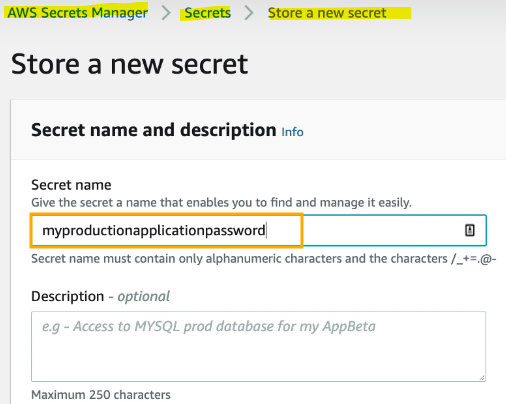 AWS Secrets Manager > Secrets > Store a new secret
Store a new secret
Secret name and description Info
Secret name
Give the secret a name that enables you to find and manage it easily.
myproductionapplicationpassword
Secret name must contain only alphanumeric characters and the characters /_+=.@-
Description - optional
e.g - Access to MYSQL prod database for my AppBeta
Maximum 250 characters